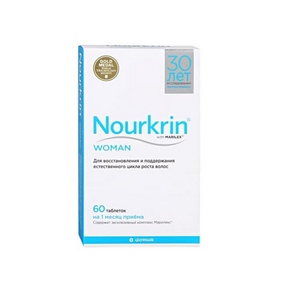 GOLD MEDAL
30 ЛЕТ
Nourkrin®
WITH MARILEX®
WOMAN
Для восстановления и поддержания
естественного цикла роста волос
60 таблеток
на 1 месяц приёма
Содержит эксклюзивный комплекс Marilex®